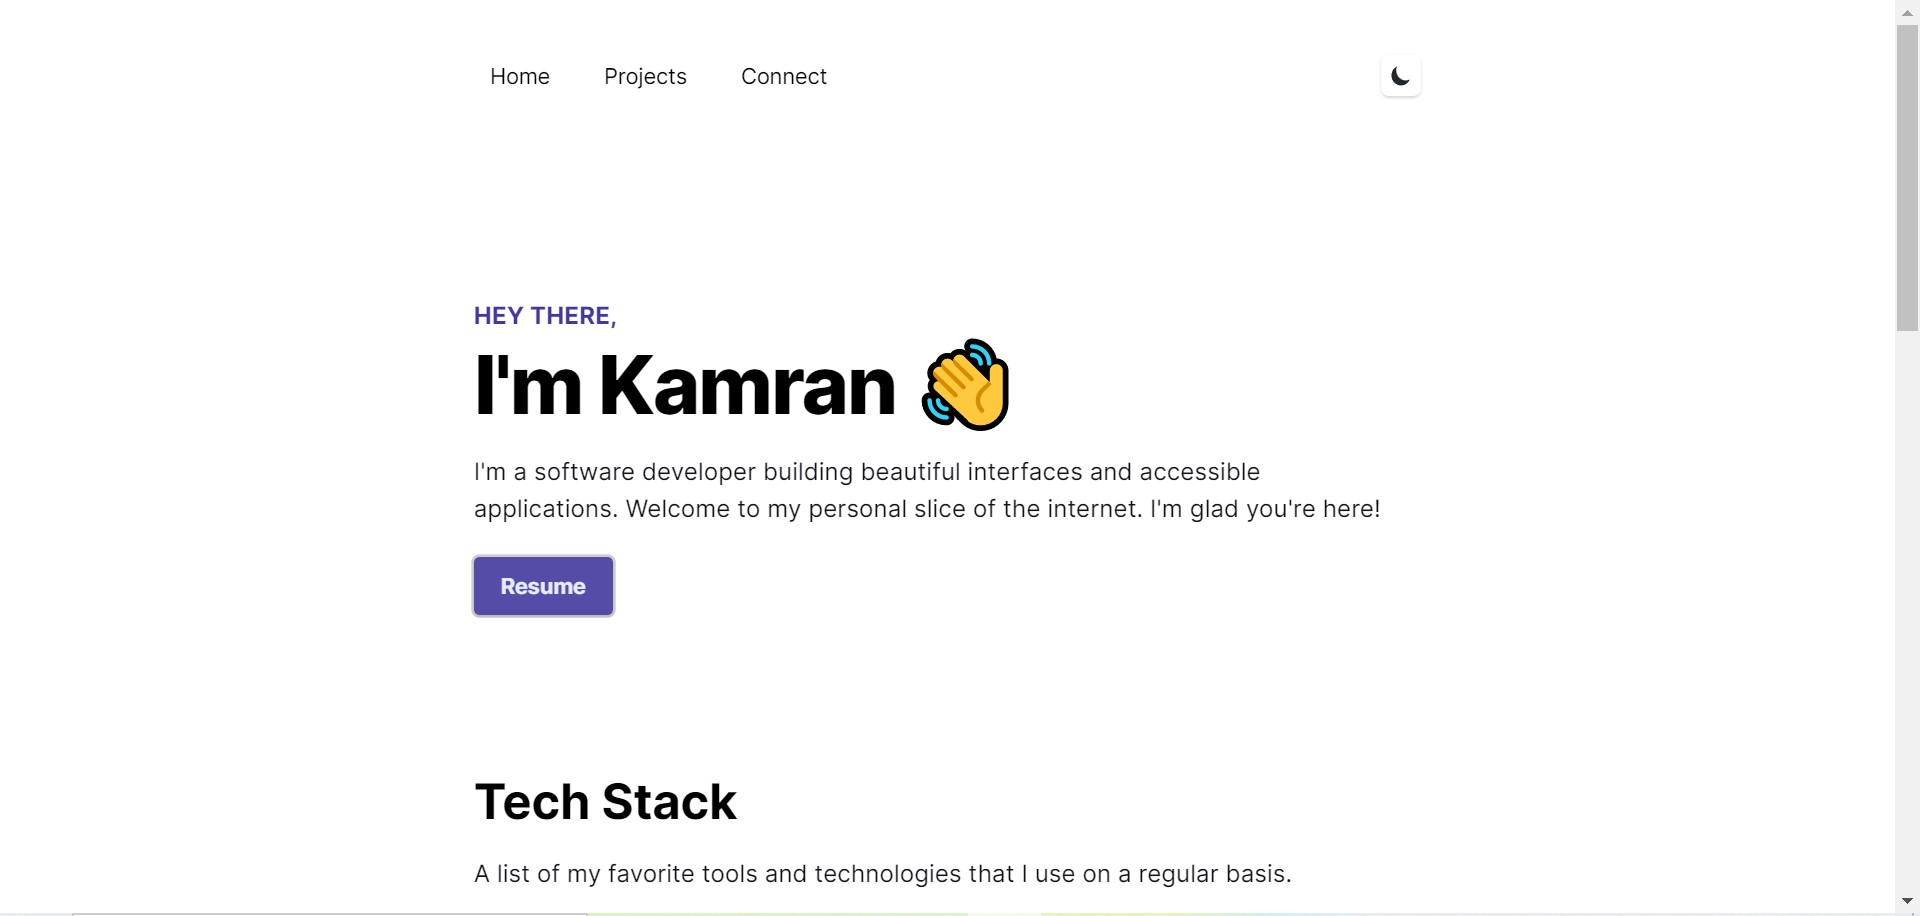 Home Projects Connect
HEY THERE,
I'm Kamran
I'm a software developer building beautiful interfaces and accessible
applications. Welcome to my personal slice of the internet. I'm glad you're here!
Resume
Tech Stack
A list of my favorite tools and technologies that I use on a regular basis.